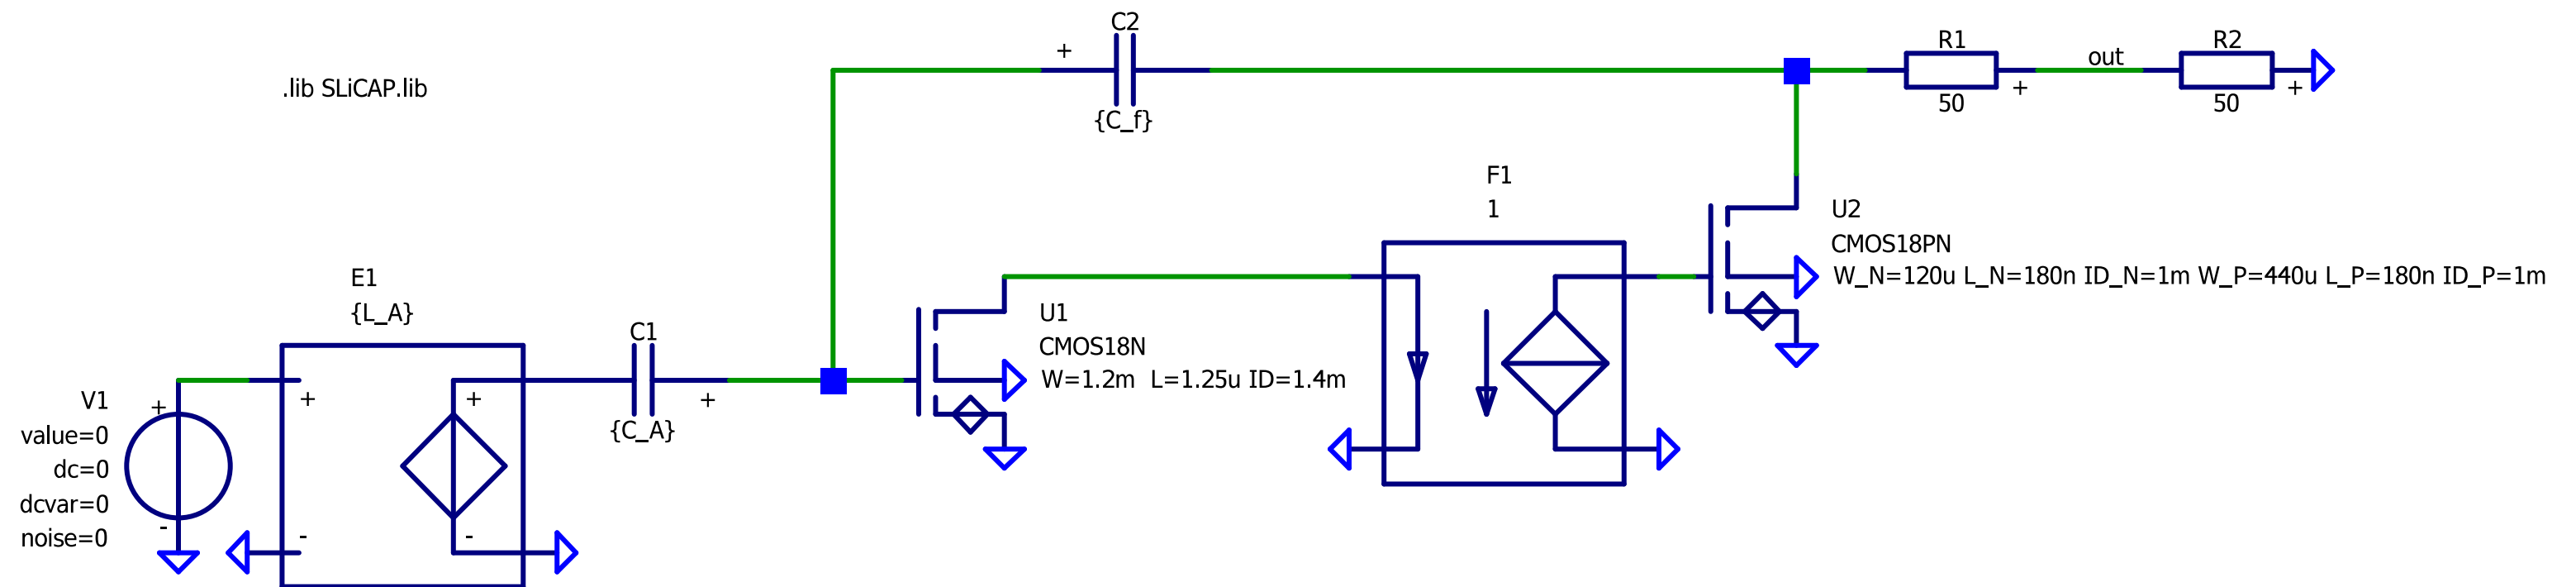 C2
+
{C_f}
R1
50
+
out
R2
50
+
.lib SLiCAP.lib
F1
1
U2
CMOS18PN
W_N=120u L_N=180n ID_N=1m W_P=440u L_P=180n ID_P=1m
E1
{L_A}
C1
+
{C_A}
U1
CMOS18N
W=1.2m L=1.25u ID=1.4m
V1
value=0
dc=0
dcvar=0
noise=0
+
-
+
-
+
-